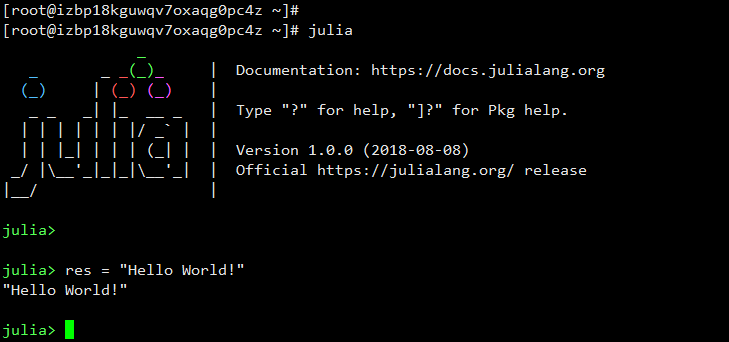 [root@izbp18kguwqv7oxaqg0pc4z ~]#
[root@izbp18kguwqv7oxaqg0pc4z ~]# julia
               _
   _       _ _(_)_     |  Documentation: https://docs.julialang.org
  (_)     | (_) (_)    |
   _ _   _| |_  __ _   |  Type "?" for help, "]?" for Pkg help.
  | | | | | | |/ _` |  |
  | | |_| | | | (_| |  |  Version 1.0.0 (2018-08-08)
 _/ |\__'_|_|_|\__'_|  |  Official https://julialang.org/ release
|__/                   |
julia>
julia> res = "Hello World!"
"Hello World!"
julia>